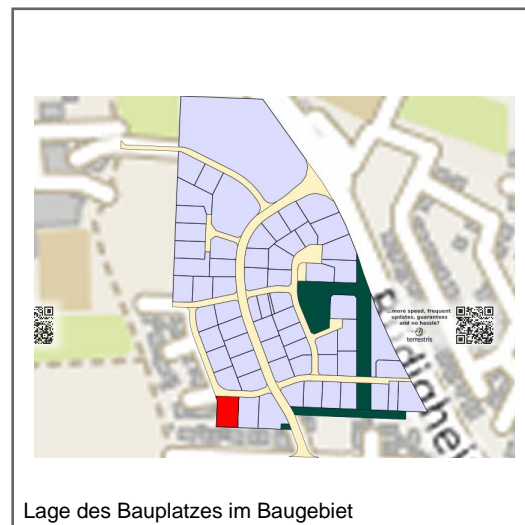 ...more speed, frequent
updates, guarantees
and no hassle?
terrestris
Lage des Bauplatzes im Baugebiet